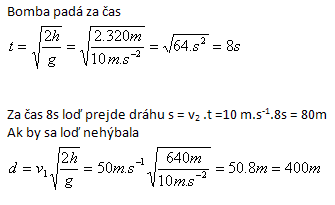 Bomba padá za čas
t = √(2h/g) = √(2.320m/10m.s⁻²) = √64.s² = 8s
Za čas 8s loď prejde dráhu s = v₂ .t =10 m.s⁻¹.8s = 80m
Ak by sa loď nehýbala
d = v₁√(2h/g) = 50m.s⁻¹√(640m/10m.s⁻²) = 50.8m = 400m